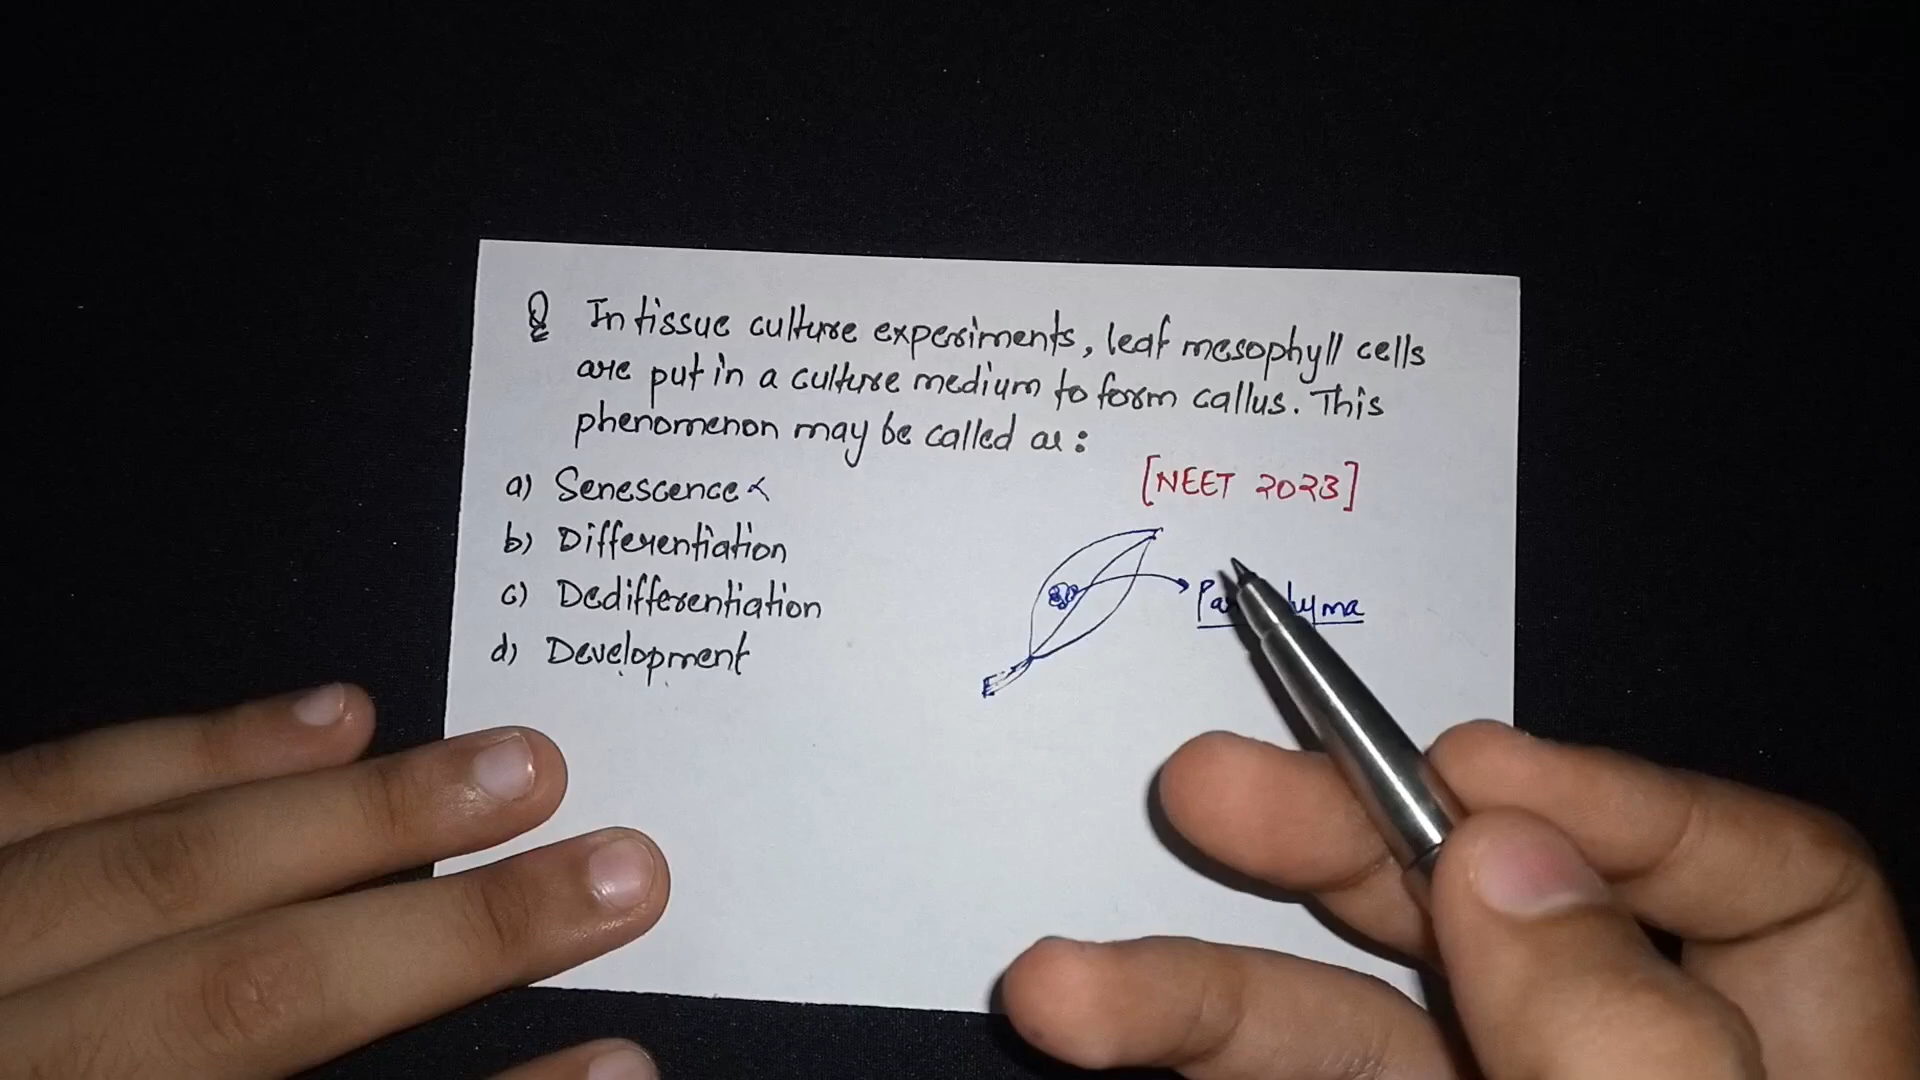 Q In tissue culture experiments, leaf mesophyll cells
are put in a culture medium to form callus. This
phenomenon may be called as:
[NEET 2023]
a) Senescence
b) Differentiation
c) Dedifferentiation
d) Development